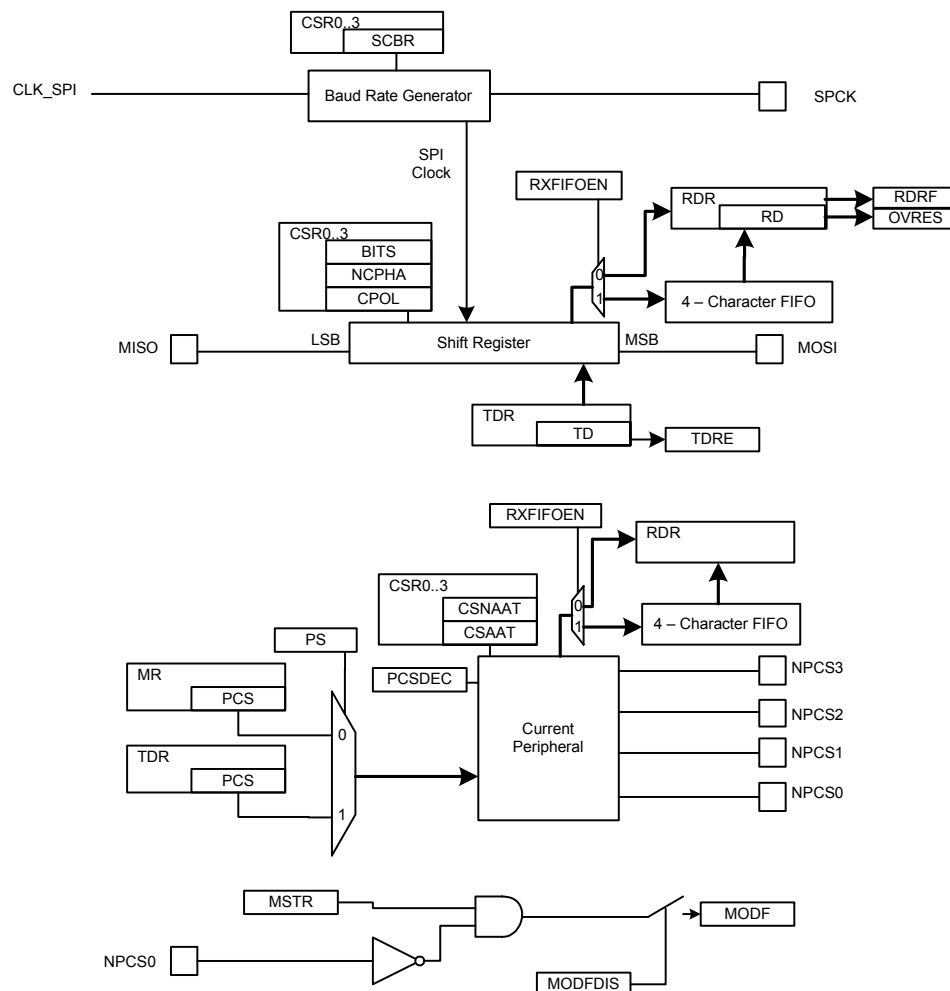 CSR0..3
SCBR
CLK_SPI
Baud Rate Generator
SPCK
SPI
Clock
RXFIFOEN
RDR
RD
RDRF
OVRES
CSR0..3
BITS
NCPHA
CPOL
0
1
4 – Character FIFO
MISO
LSB
Shift Register
MSB
MOSI
TDR
TD
TDRE
RXFIFOEN
RDR
CSR0..3
CSNAAT
CSAAT
0
1
4 – Character FIFO
PS
MR
PCS
PCSDEC
NPCS3
0
Current
Peripheral
NPCS2
TDR
PCS
NPCS1
1
NPCS0
MSTR
MODF
NPCS0
MODFDIS